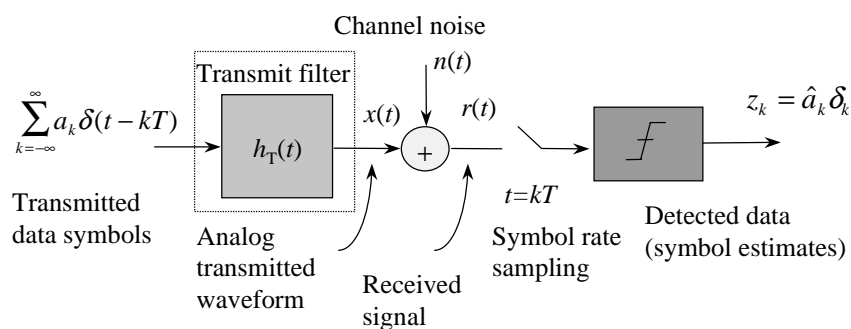 Channel noise
n(t)
Transmit filter
∞
∑ a_k δ(t − kT)
k=−∞
h_T(t)
x(t)
+
r(t)
z_k = â_k δ_k
t=kT
Transmitted
data symbols
Analog
transmitted
waveform
Received
signal
Symbol rate
sampling
Detected data
(symbol estimates)